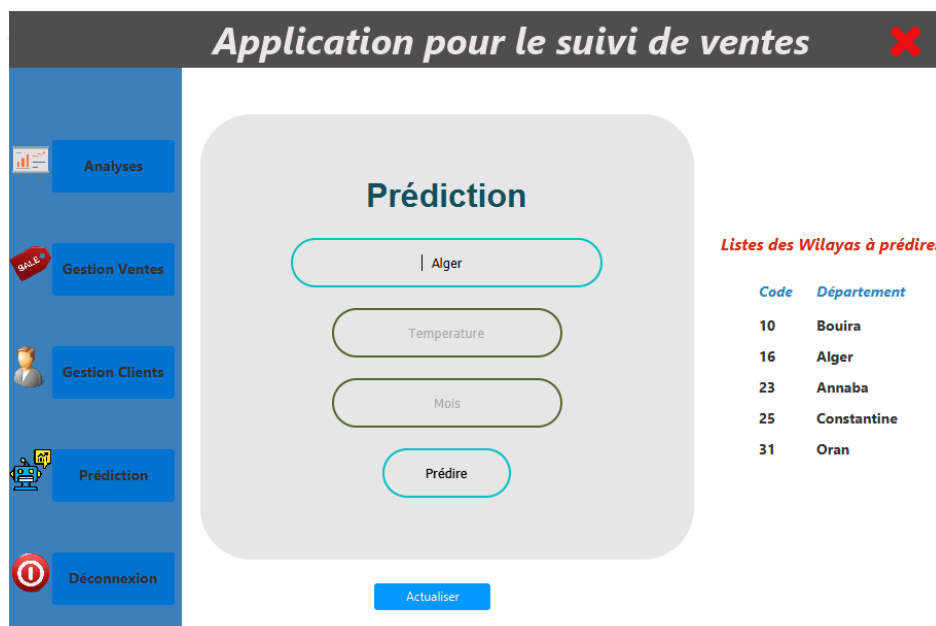 Application pour le suivi de ventes
Analyses
SALE
Gestion Ventes
Gestion Clients
Prédiction
Déconnexion
Prédiction
Alger
Temperature
Mois
Prédire
Actualiser
Listes des Wilayas à prédire
Code Département
10 Bouira
16 Alger
23 Annaba
25 Constantine
31 Oran